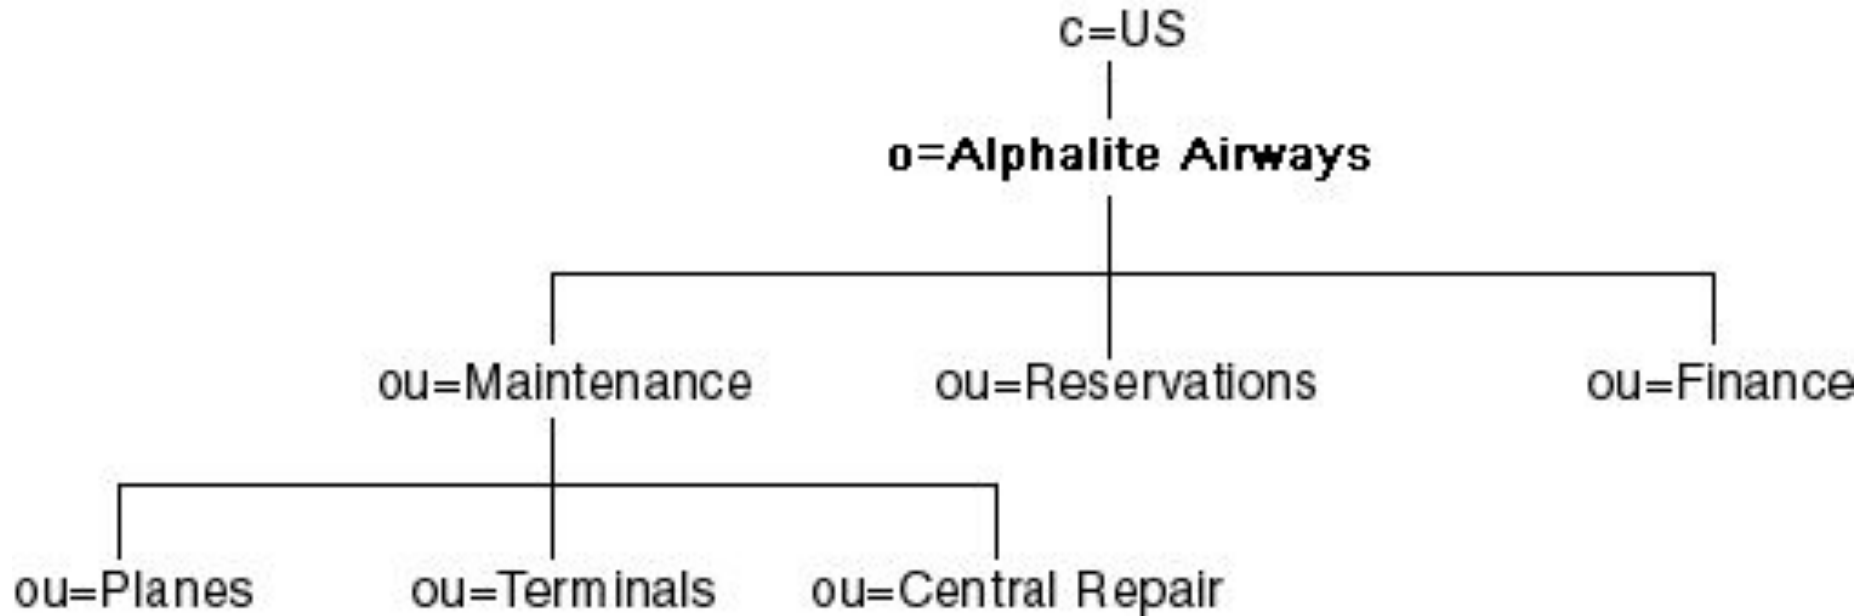 c=US
o=Alphalite Airways
ou=Maintenance
ou=Reservations
ou=Finance
ou=Planes
ou=Terminals
ou=Central Repair